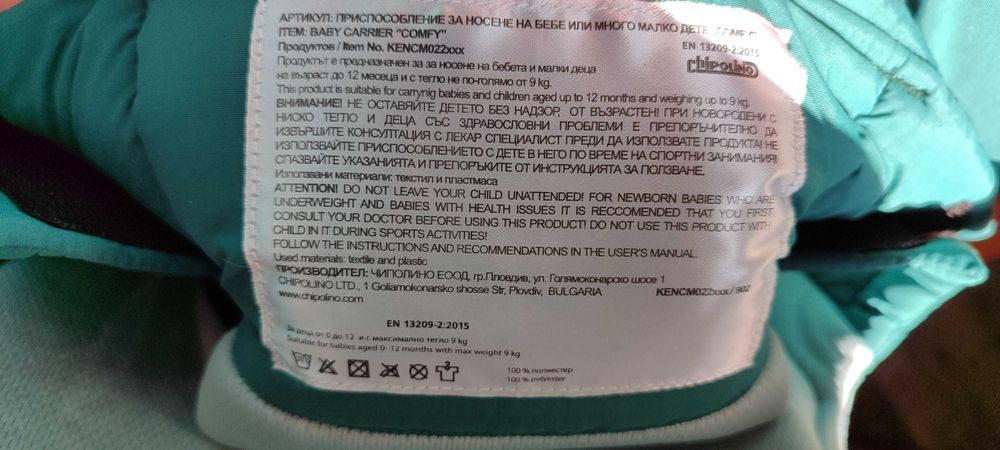 АРТИКУЛ: ПРИСПОСОБЛЕНИЕ ЗА НОСЕНЕ НА БЕБЕ ИЛИ МНОГО МАЛКО ДЕТЕ
ITEM: BABY CARRIER "COMFY"
EN 13209-2:2015
Продуктов / Item No. KENCM022xxx
chipolino
Продуктът е предназначен за за носене на бебета и малки деца
на възраст до 12 месеца и с тегло не по-голямо от 9 kg.
This product is suitable for carrynig babies and children aged up to 12 months and weighing up to 9 kg.
ВНИМАНИЕ! НЕ ОСТАВЯЙТЕ ДЕТЕТО БЕЗ НАДЗОР, ОТ ВЪЗРАСТЕН! ПРИ НОВОРОДЕНИ С
НИСКО ТЕГЛО И ДЕЦА СЪС ЗДРАВОСЛОВНИ ПРОБЛЕМИ Е ПРЕПОРЪЧИТЕЛНО ДА
ИЗВЪРШИТЕ КОНСУЛТАЦИЯ С ЛЕКАР СПЕЦИАЛИСТ ПРЕДИ ДА ИЗПОЛЗВАТЕ ПРОДУКТА! НЕ
ИЗПОЛЗВАЙТЕ ПРИСПОСОБЛЕНИЕТО С ДЕТЕ В НЕГО ПО ВРЕМЕ НА СПОРТНИ ЗАНИМАНИЯ!
СПАЗВАЙТЕ УКАЗАНИЯТА И ПРЕПОРЪКИТЕ ОТ ИНСТРУКЦИЯТА ЗА ПОЛЗВАНЕ.
Използвани материали: текстил и пластмаса
ATTENTION! DO NOT LEAVE YOUR CHILD UNATTENDED! FOR NEWBORN BABIES WHO ARE
UNDERWEIGHT AND BABIES WITH HEALTH ISSUES IT IS RECCOMENDED THAT YOU FIRST
CONSULT YOUR DOCTOR BEFORE USING THIS PRODUCT! DO NOT USE THIS PRODUCT WITH
CHILD IN IT DURING SPORTS ACTIVITIES!
FOLLOW THE INSTRUCTIONS AND RECOMMENDATIONS IN THE USER'S MANUAL.
Used materials: textile and plastic
ПРОИЗВОДИТЕЛ: ЧИПОЛИНО ЕООД, гр.Пловдив, ул. Голямоконарско шосе 1
CHIPOLINO LTD., 1 Goliamokonarsko shosse Str, Plovdiv, BULGARIA
KENCM022xxx / 902
www.chipolino.com
EN 13209-2:2015
За деца от 0 до 12 м с максимално тегло 9 kg
Suitable for babies aged 0- 12 months with max weight 9 kg
30°
100 % полиестер
100 % polyester